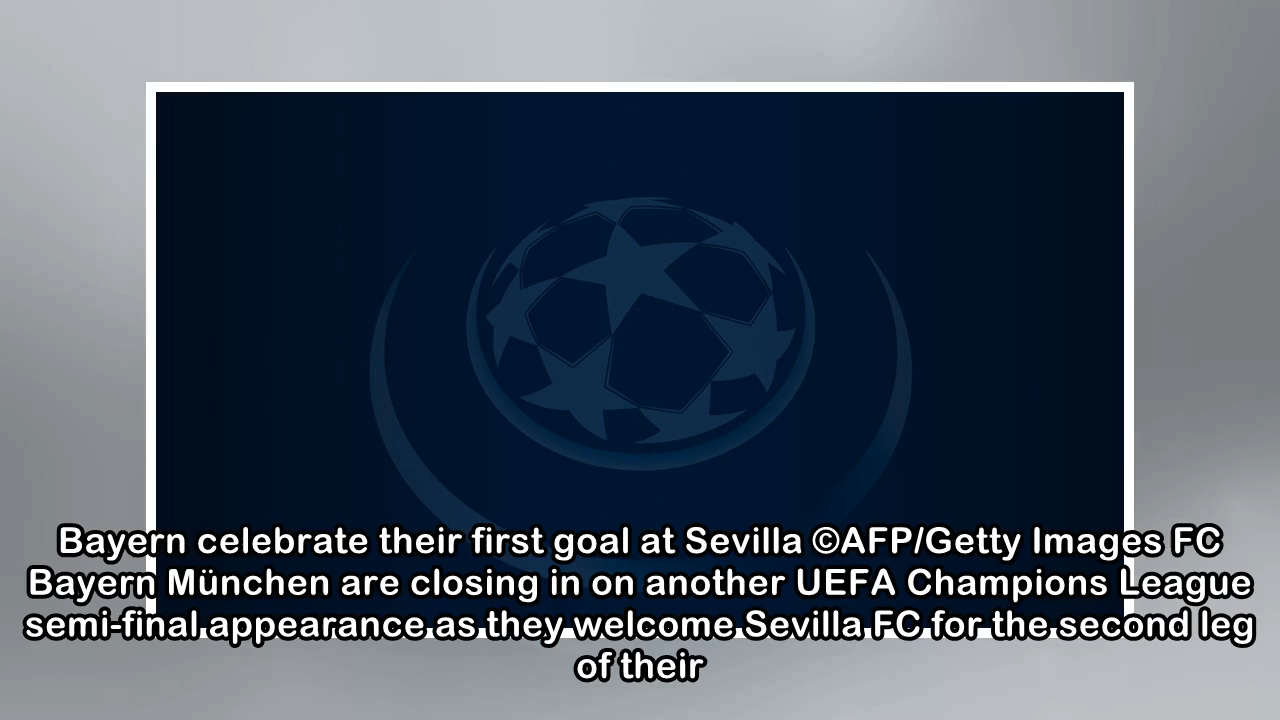 Bayern celebrate their first goal at Sevilla ©AFP/Getty Images FC
Bayern München are closing in on another UEFA Champions League
semi-final appearance as they welcome Sevilla FC for the second leg
of their